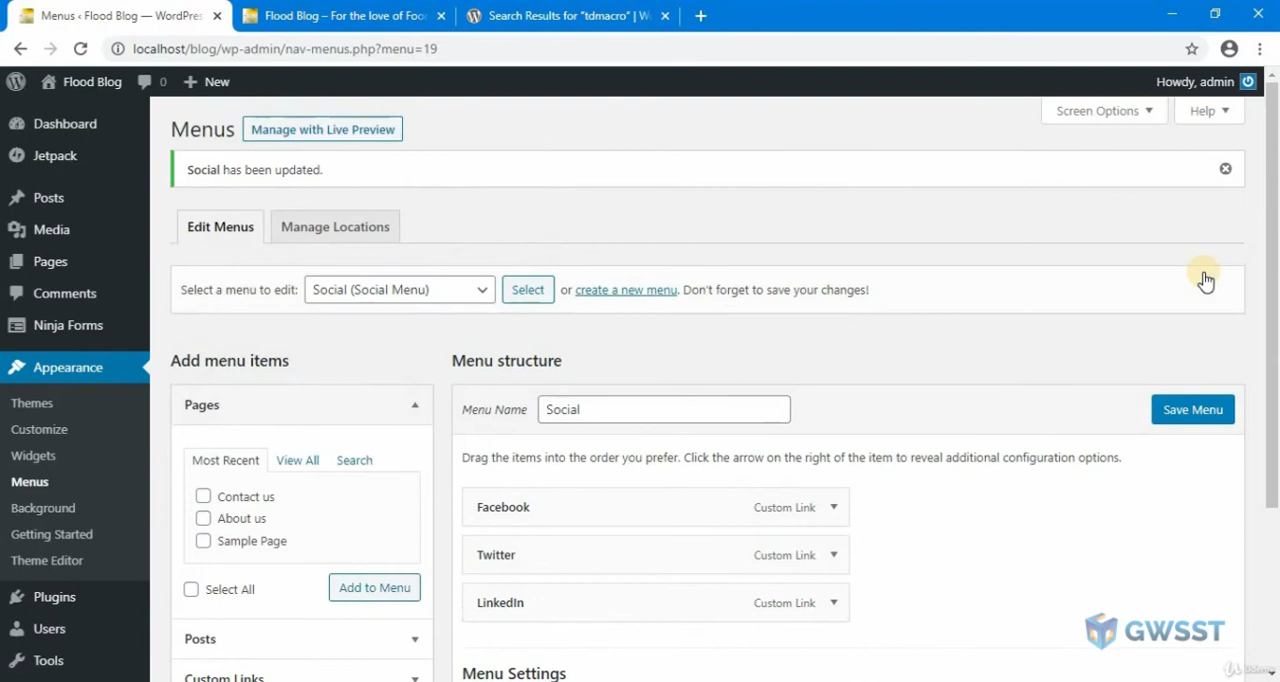 Menus ‹ Flood Blog — WordPres
Flood Blog – For the love of Foo
Search Results for "tdmacro" | W
localhost/blog/wp-admin/nav-menus.php?menu=19
Flood Blog
0
New
Howdy, admin
Dashboard
Jetpack
Posts
Media
Pages
Comments
Ninja Forms
Appearance
Themes
Customize
Widgets
Menus
Background
Getting Started
Theme Editor
Plugins
Users
Tools
Screen Options
Help
Menus
Manage with Live Preview
Social has been updated.
Edit Menus
Manage Locations
Select a menu to edit: Social (Social Menu) Select or create a new menu. Don't forget to save your changes!
Add menu items
Pages
Most Recent View All Search
Contact us
About us
Sample Page
Select All
Add to Menu
Posts
Custom Links
Menu structure
Menu Name Social
Save Menu
Drag the items into the order you prefer. Click the arrow on the right of the item to reveal additional configuration options.
Facebook Custom Link
Twitter Custom Link
LinkedIn Custom Link
Menu Settings
GWSST